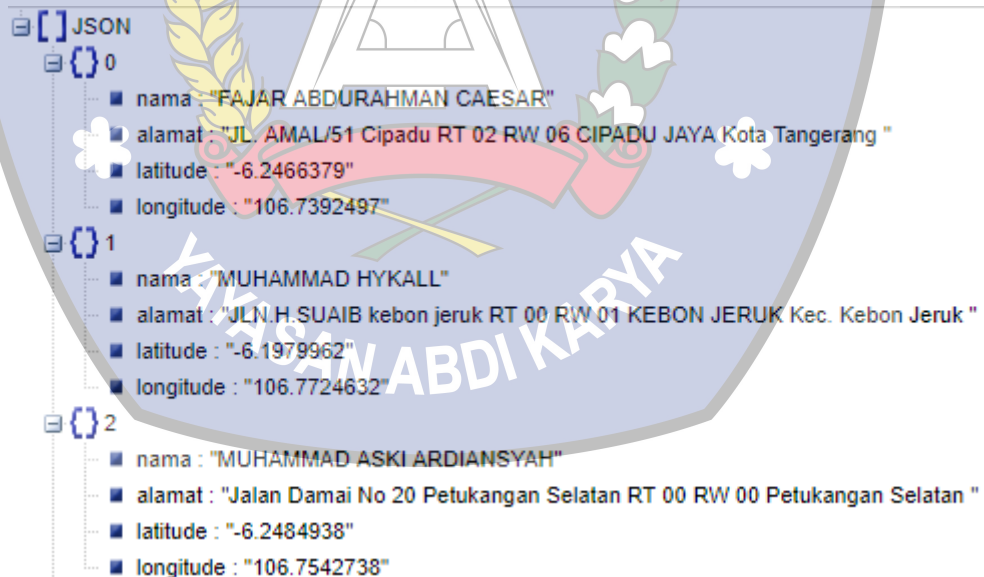 JSON
0
nama : "FAJAR ABDURAHMAN CAESAR"
alamat : "JL. AMAL/51 Cipadu RT 02 RW 06 CIPADU JAYA Kota Tangerang "
latitude : "-6.2466379"
longitude : "106.7392497"
1
nama : "MUHAMMAD HYKALL"
alamat : "JLN.H.SUAIB kebon jeruk RT 00 RW 01 KEBON JERUK Kec. Kebon Jeruk "
latitude : "-6.1979962"
longitude : "106.7724632"
2
nama : "MUHAMMAD ASKI ARDIANSYAH"
alamat : "Jalan Damai No 20 Petukangan Selatan RT 00 RW 00 Petukangan Selatan "
latitude : "-6.2484938"
longitude : "106.7542738"
YAYASAN ABDI KARYA